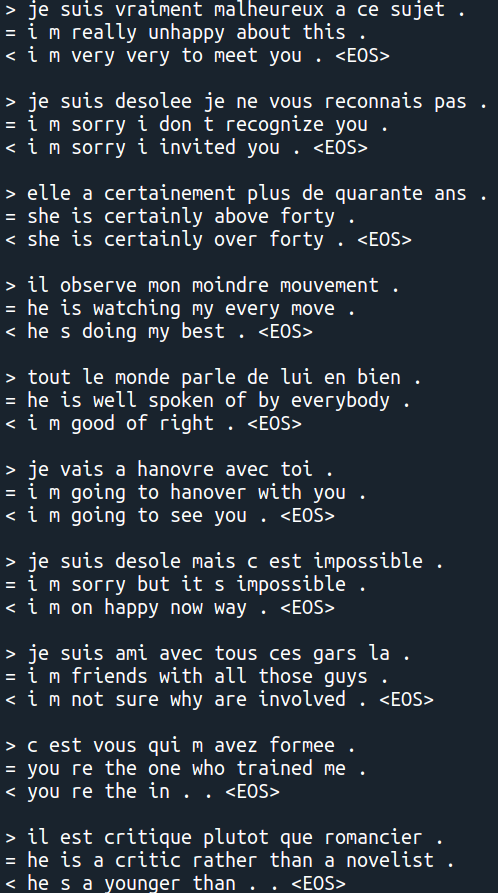 > je suis vraiment malheureux a ce sujet .
= i m really unhappy about this .
< i m very very to meet you . <EOS>
> je suis desolee je ne vous reconnais pas .
= i m sorry i don t recognize you .
< i m sorry i invited you . <EOS>
> elle a certainement plus de quarante ans .
= she is certainly above forty .
< she is certainly over forty . <EOS>
> il observe mon moindre mouvement .
= he is watching my every move .
< he s doing my best . <EOS>
> tout le monde parle de lui en bien .
= he is well spoken of by everybody .
< i m good of right . <EOS>
> je vais a hanovre avec toi .
= i m going to hanover with you .
< i m going to see you . <EOS>
> je suis desole mais c est impossible .
= i m sorry but it s impossible .
< i m on happy now way . <EOS>
> je suis ami avec tous ces gars la .
= i m friends with all those guys .
< i m not sure why are involved . <EOS>
> c est vous qui m avez formee .
= you re the one who trained me .
< you re the in . . <EOS>
> il est critique plutot que romancier .
= he is a critic rather than a novelist .
< he s a younger than . . <EOS>